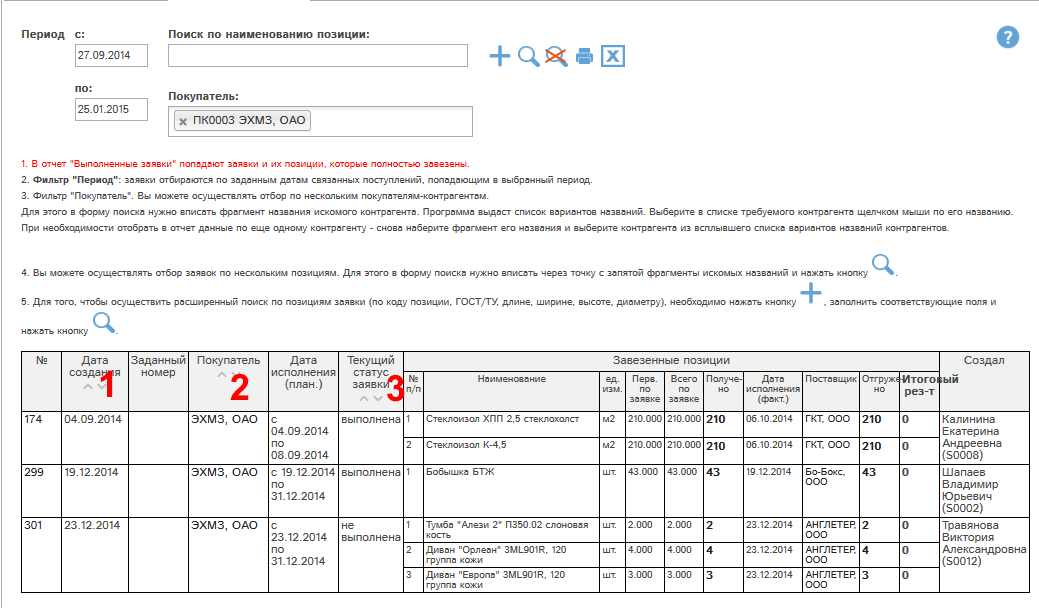 Период с: Поиск по наименованию позиции:
27.09.2014
?
по:
25.01.2015
Покупатель:
× ПК0003 ЭХМЗ, ОАО
1. В отчет "Выполненные заявки" попадают заявки и их позиции, которые полностью завезены.
2. Фильтр "Период": заявки отбираются по заданным датам связанных поступлений, попадающим в выбранный период.
3. Фильтр "Покупатель". Вы можете осуществлять отбор по нескольким покупателям-контрагентам.
Для этого в форму поиска нужно вписать фрагмент названия искомого контрагента. Программа выдаст список вариантов названий. Выберите в списке требуемого контрагента щелчком мыши по его названию.
При необходимости отобрать в отчет данные по еще одному контрагенту - снова наберите фрагмент его названия и выберите контрагента из всплывшего списка вариантов названий контрагентов.
4. Вы можете осуществлять отбор заявок по нескольким позициям. Для этого в форму поиска нужно вписать через точку с запятой фрагменты искомых названий и нажать кнопку .
5. Для того, чтобы осуществить расширенный поиск по позициям заявки (по коду позиции, ГОСТ/ТУ, длине, ширине, высоте, диаметру), необходимо нажать кнопку , заполнить соответствующие поля и
нажать кнопку .
№ Дата создания Заданный номер Покупатель Дата исполнения (план.) Текущий статус заявки Завезенные позиции Создал
1 2 3
№ п/п Наименование ед. изм. Перв. по заявке Всего по заявке Получено Дата исполнения (факт.) Поставщик Отгружено Итоговый рез-т
174 04.09.2014 ЭХМЗ, ОАО с 04.09.2014 по 08.09.2014 выполнена 1 Стеклоизол ХПП 2,5 стеклохолст м2 210.000 210.000 210 06.10.2014 ГКТ, ООО 210 0 Калинина Екатерина Андреевна (S0008)
2 Стеклоизол К-4,5 м2 210.000 210.000 210 06.10.2014 ГКТ, ООО 210 0
299 19.12.2014 ЭХМЗ, ОАО с 19.12.2014 по 31.12.2014 выполнена 1 Бобышка БТЖ шт. 43.000 43.000 43 19.12.2014 Бо-Бокс, ООО 43 0 Шапаев Владимир Юрьевич (S0002)
301 23.12.2014 ЭХМЗ, ОАО с 23.12.2014 по 31.12.2014 не выполнена 1 Тумба "Алези 2" П350.02 слоновая кость шт. 2.000 2.000 2 23.12.2014 АНГЛЕТЕР, ООО 2 0 Травянова Виктория Александровна (S0012)
2 Диван "Орлеан" 3ML901R, 120 группа кожи шт. 4.000 4.000 4 23.12.2014 АНГЛЕТЕР, ООО 4 0
3 Диван "Европа" 3ML901R, 120 группа кожи шт. 3.000 3.000 3 23.12.2014 АНГЛЕТЕР, ООО 3 0